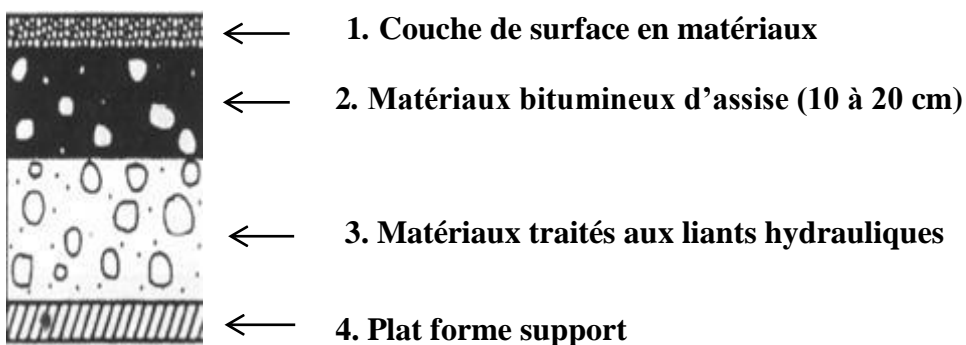 1. Couche de surface en matériaux
2. Matériaux bitumineux d’assise (10 à 20 cm)
3. Matériaux traités aux liants hydrauliques
4. Plat forme support